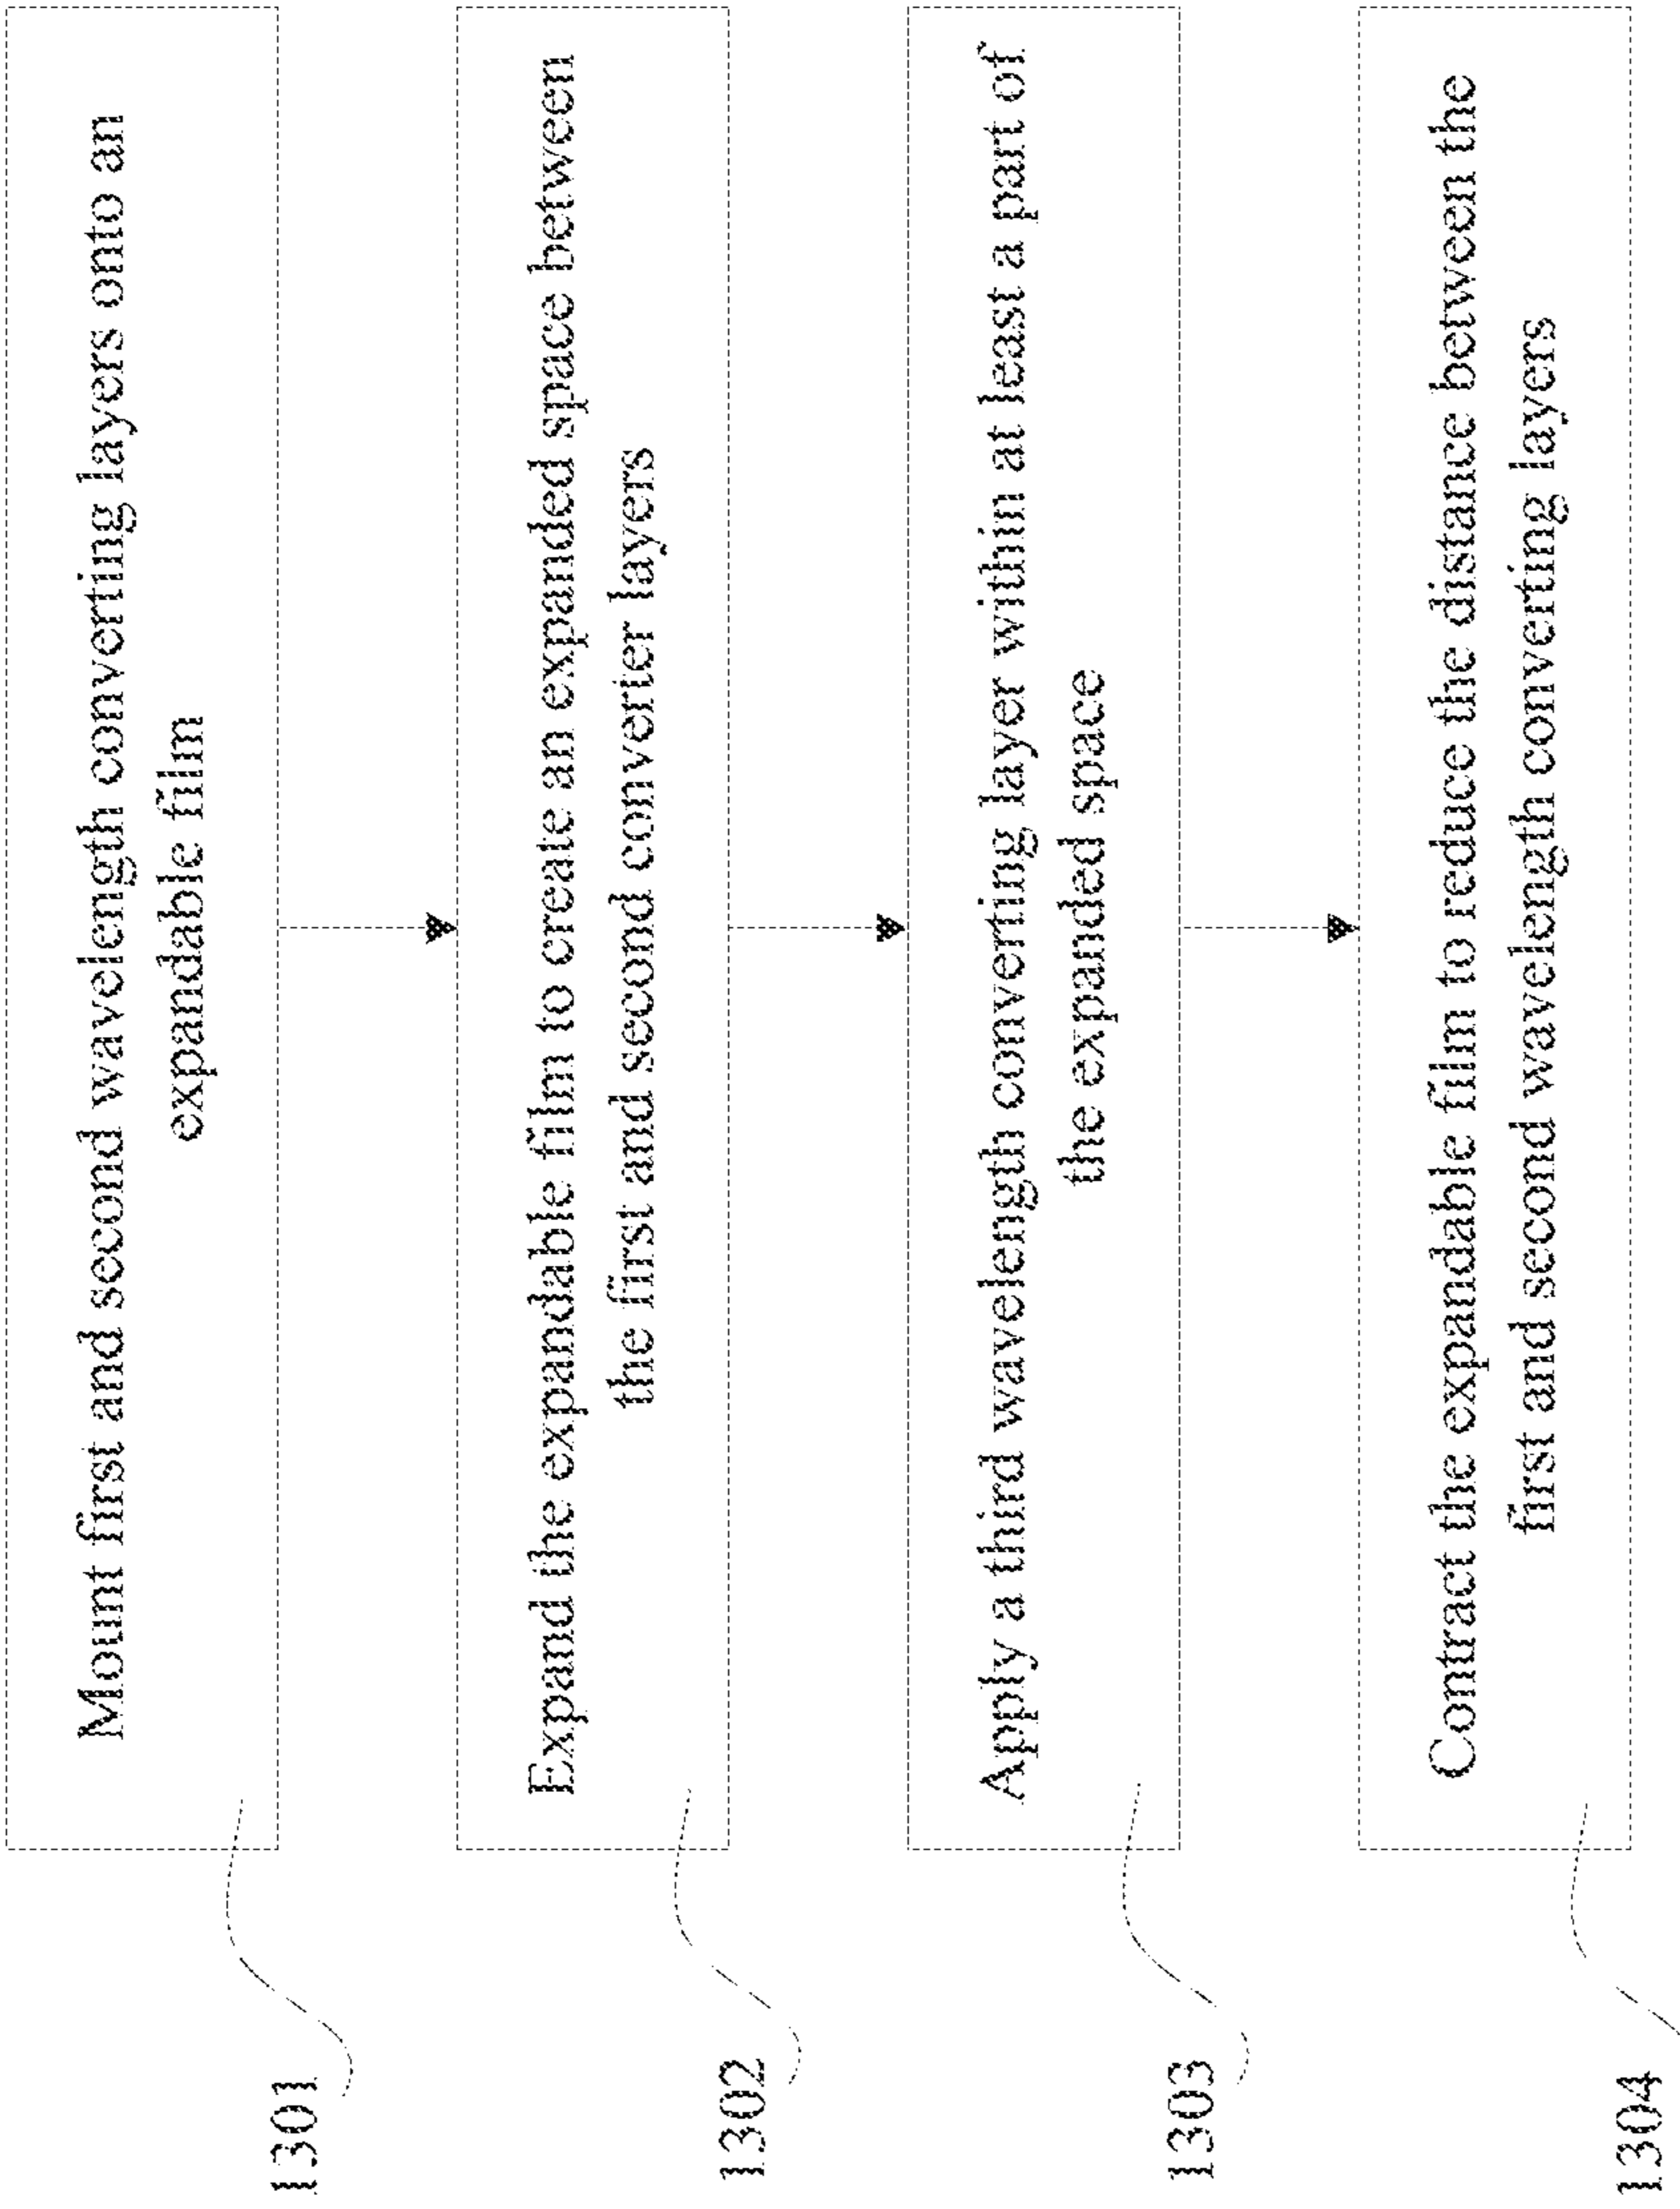 1301
Mount first and second wavelength converting layers onto an
expandable film
1302
Expand the expandable film to create an expanded space between
the first and second converter layers
1303
Apply a third wavelength converting layer within at least a part of
the expanded space
1304
Contract the expandable film to reduce the distance between the
first and second wavelength converting layers